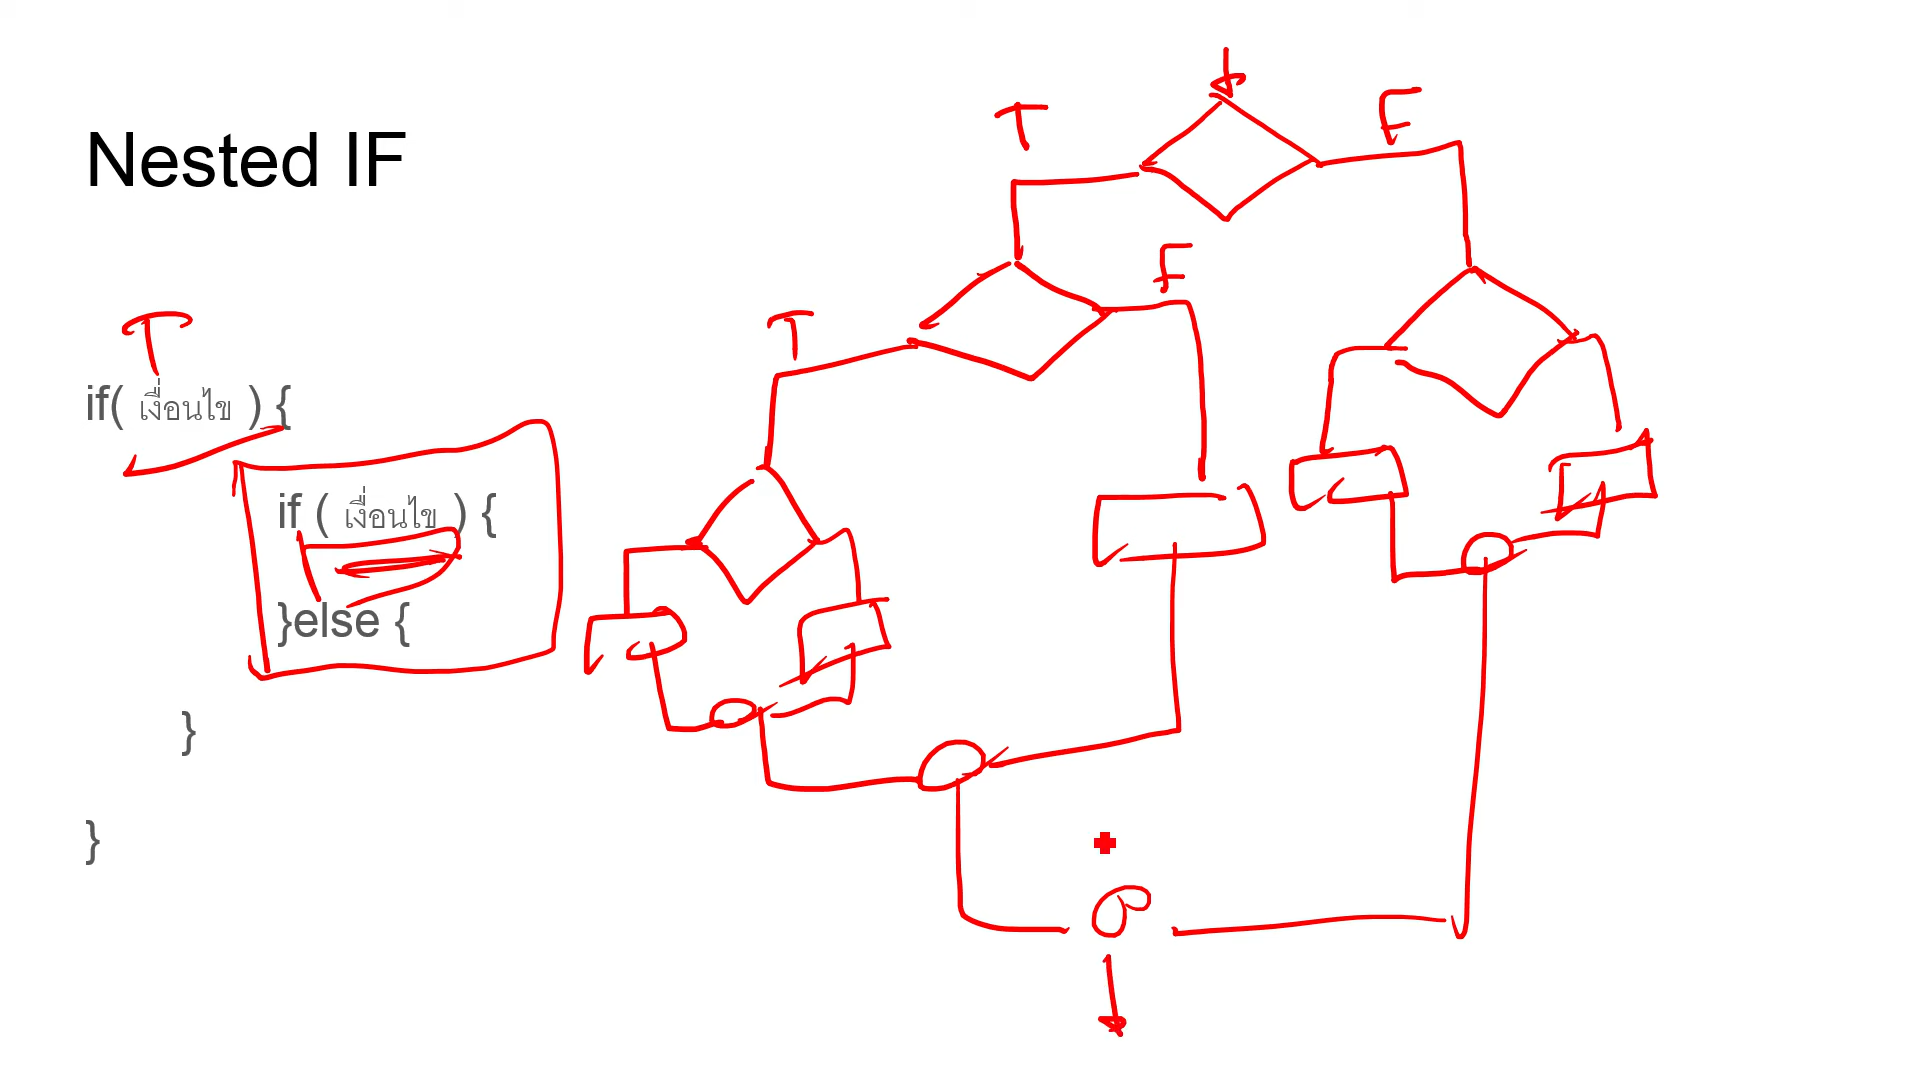 Nested IF
T
if( เงื่อนไข ) {
if ( เงื่อนไข ) {
}else {
}
}
T
F
T
F